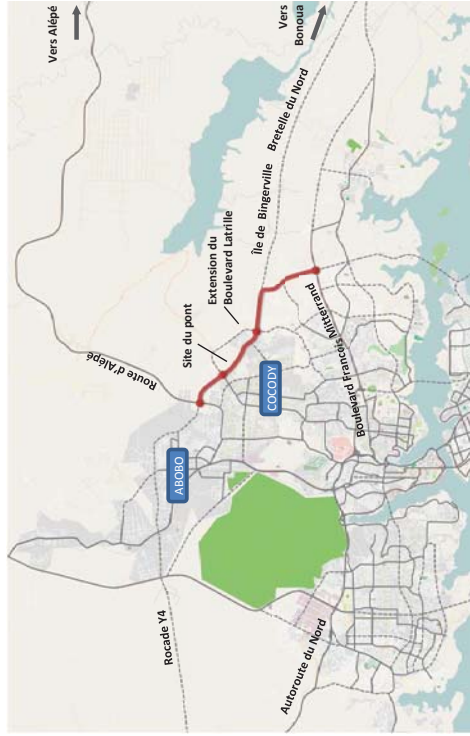 Vers Alépé
Vers
Bonoua
Route d'Alépé
Site du pont
Extension du
Boulevard Latrille
Île de Bingerville
Bretelle du Nord
ABOBO
COCODY
Boulevard Francois Mitterrand
Rocade Y4
Autoroute du Nord